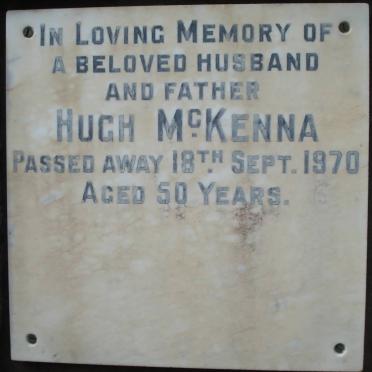 In Loving Memory of
a beloved husband
and father
Hugh McKenna
Passed away 18th Sept. 1970
Aged 50 Years.